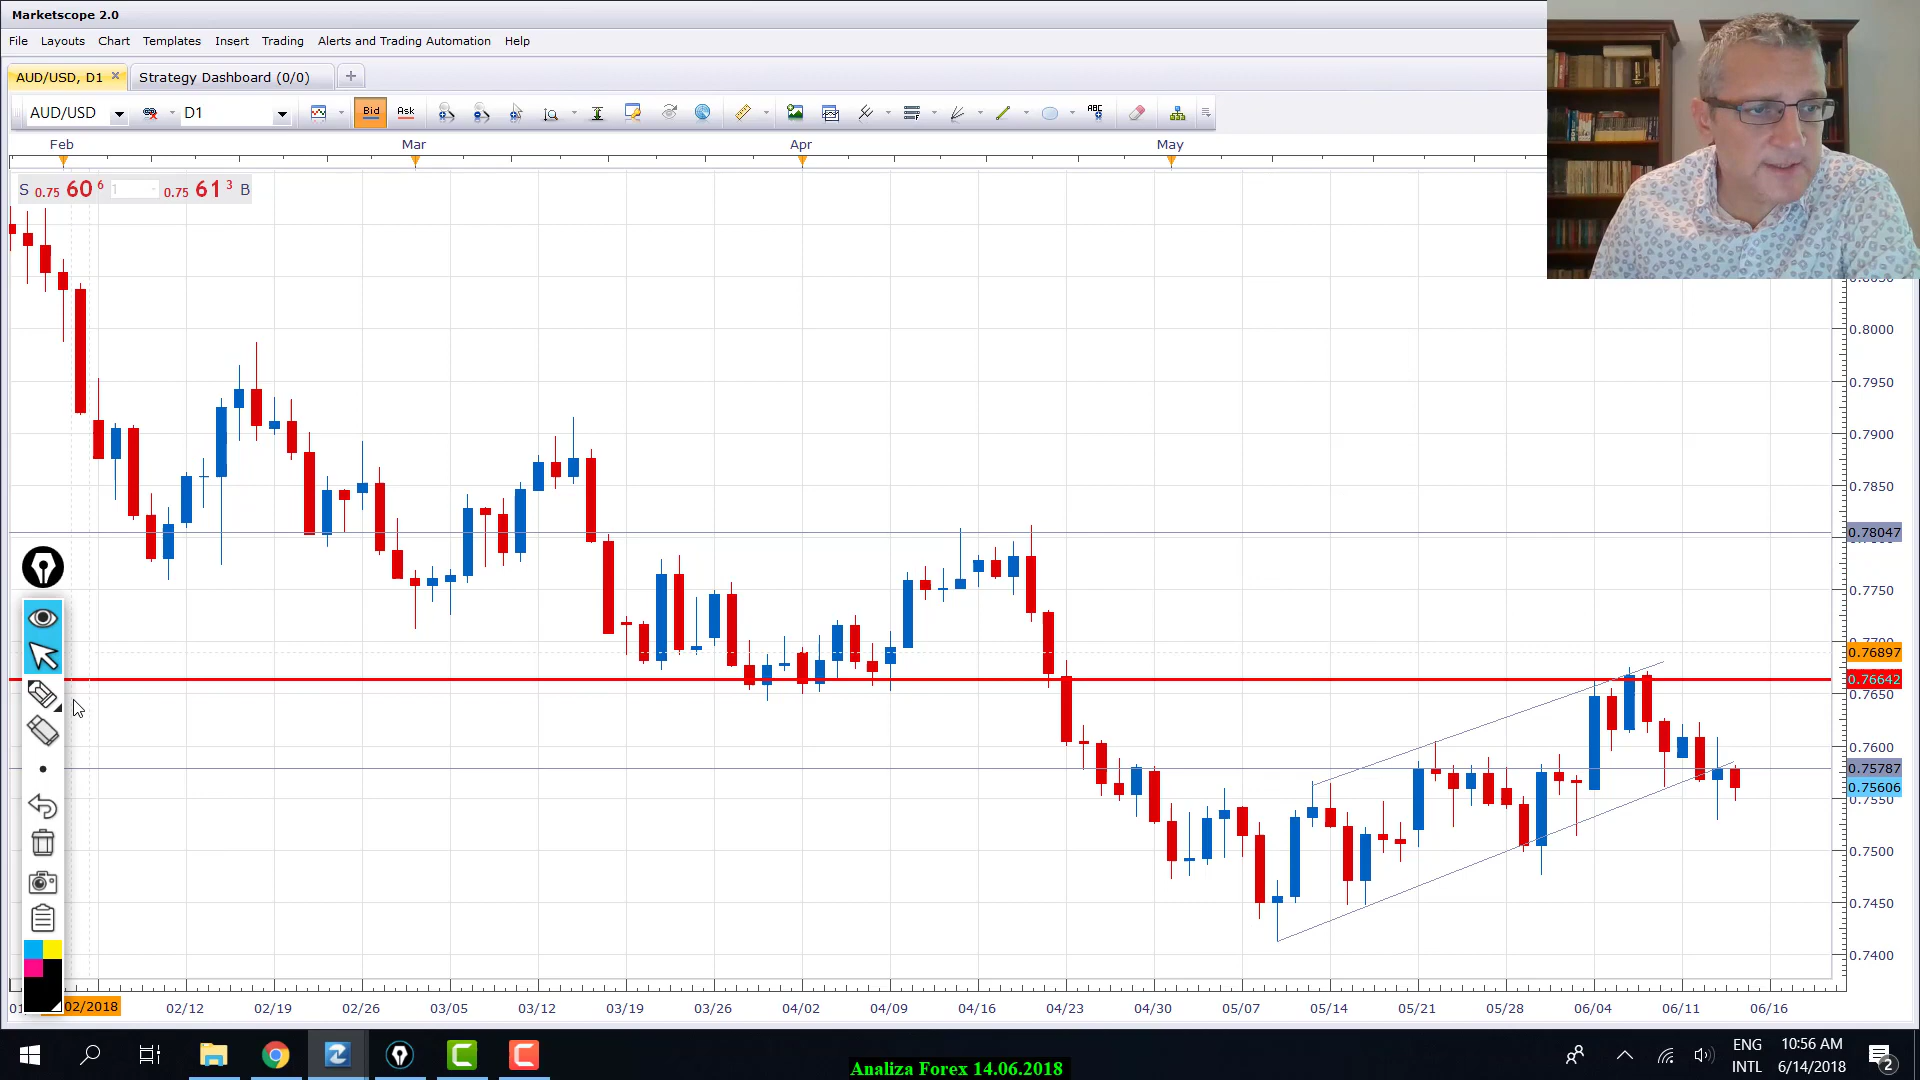 Marketscope 2.0
File Layouts Chart Templates Insert Trading Alerts and Trading Automation Help
AUD/USD, D1 Strategy Dashboard (0/0)
AUD/USD D1 Bid Ask ABC
Feb Mar Apr May
S 0.75 60 6 1 0.75 61 3 B
0.8000
0.7950
0.7900
0.7850
0.78047
0.7750
0.76897
0.76642
0.7650
0.7600
0.75787
0.75606
0.7550
0.7500
0.7450
0.7400
02/2018 02/12 02/19 02/26 03/05 03/12 03/19 03/26 04/02 04/09 04/16 04/23 04/30 05/07 05/14 05/21 05/28 06/04 06/11 06/16
ENG 10:56 AM
INTL 6/14/2018 2
Analiza Forex 14.06.2018